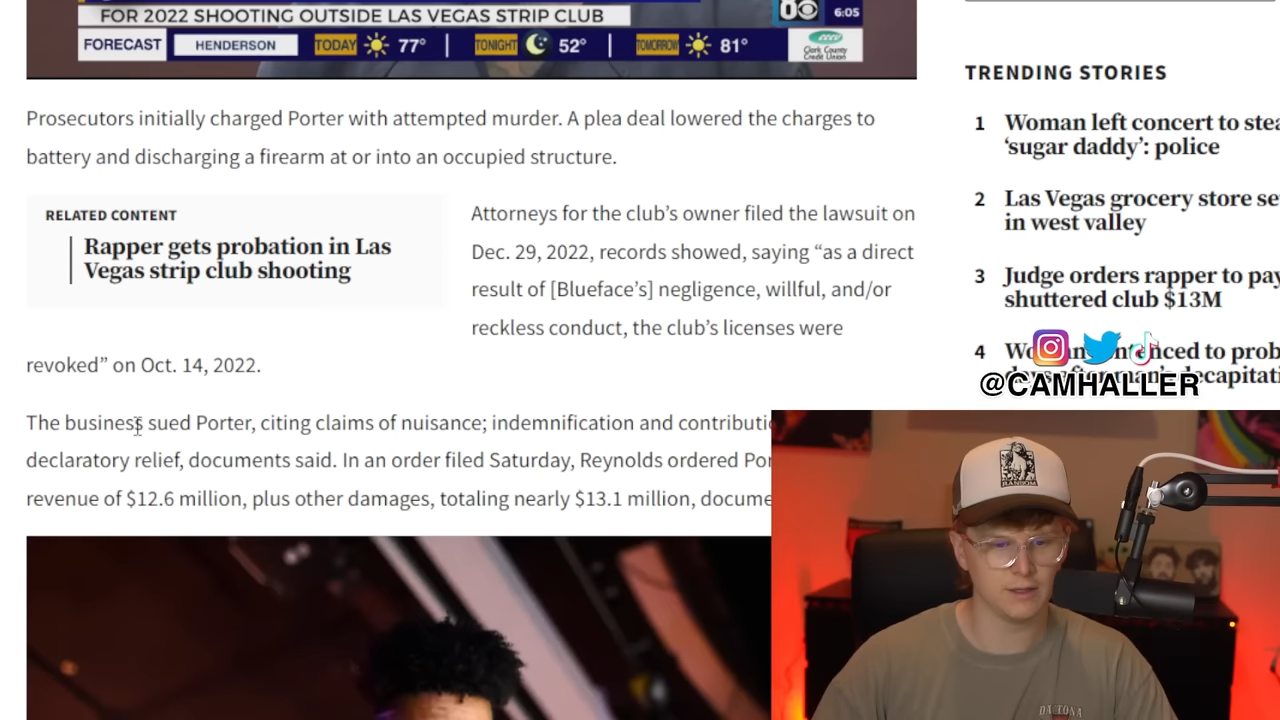 FOR 2022 SHOOTING OUTSIDE LAS VEGAS STRIP CLUB
8 6:05
FORECAST HENDERSON TODAY 77° TONIGHT 52° TOMORROW 81° Clark County Credit Union
Prosecutors initially charged Porter with attempted murder. A plea deal lowered the charges to
battery and discharging a firearm at or into an occupied structure.
RELATED CONTENT
Rapper gets probation in Las
Vegas strip club shooting
Attorneys for the club’s owner filed the lawsuit on
Dec. 29, 2022, records showed, saying “as a direct
result of [Blueface’s] negligence, willful, and/or
reckless conduct, the club’s licenses were
revoked” on Oct. 14, 2022.
The business sued Porter, citing claims of nuisance; indemnification and contributi
declaratory relief, documents said. In an order filed Saturday, Reynolds ordered Por
revenue of $12.6 million, plus other damages, totaling nearly $13.1 million, docume
TRENDING STORIES
1 Woman left concert to stea
‘sugar daddy’: police
2 Las Vegas grocery store se
in west valley
3 Judge orders rapper to pay
shuttered club $13M
4 to prob
@CAMHALLER
RANDOM
DAYTONA